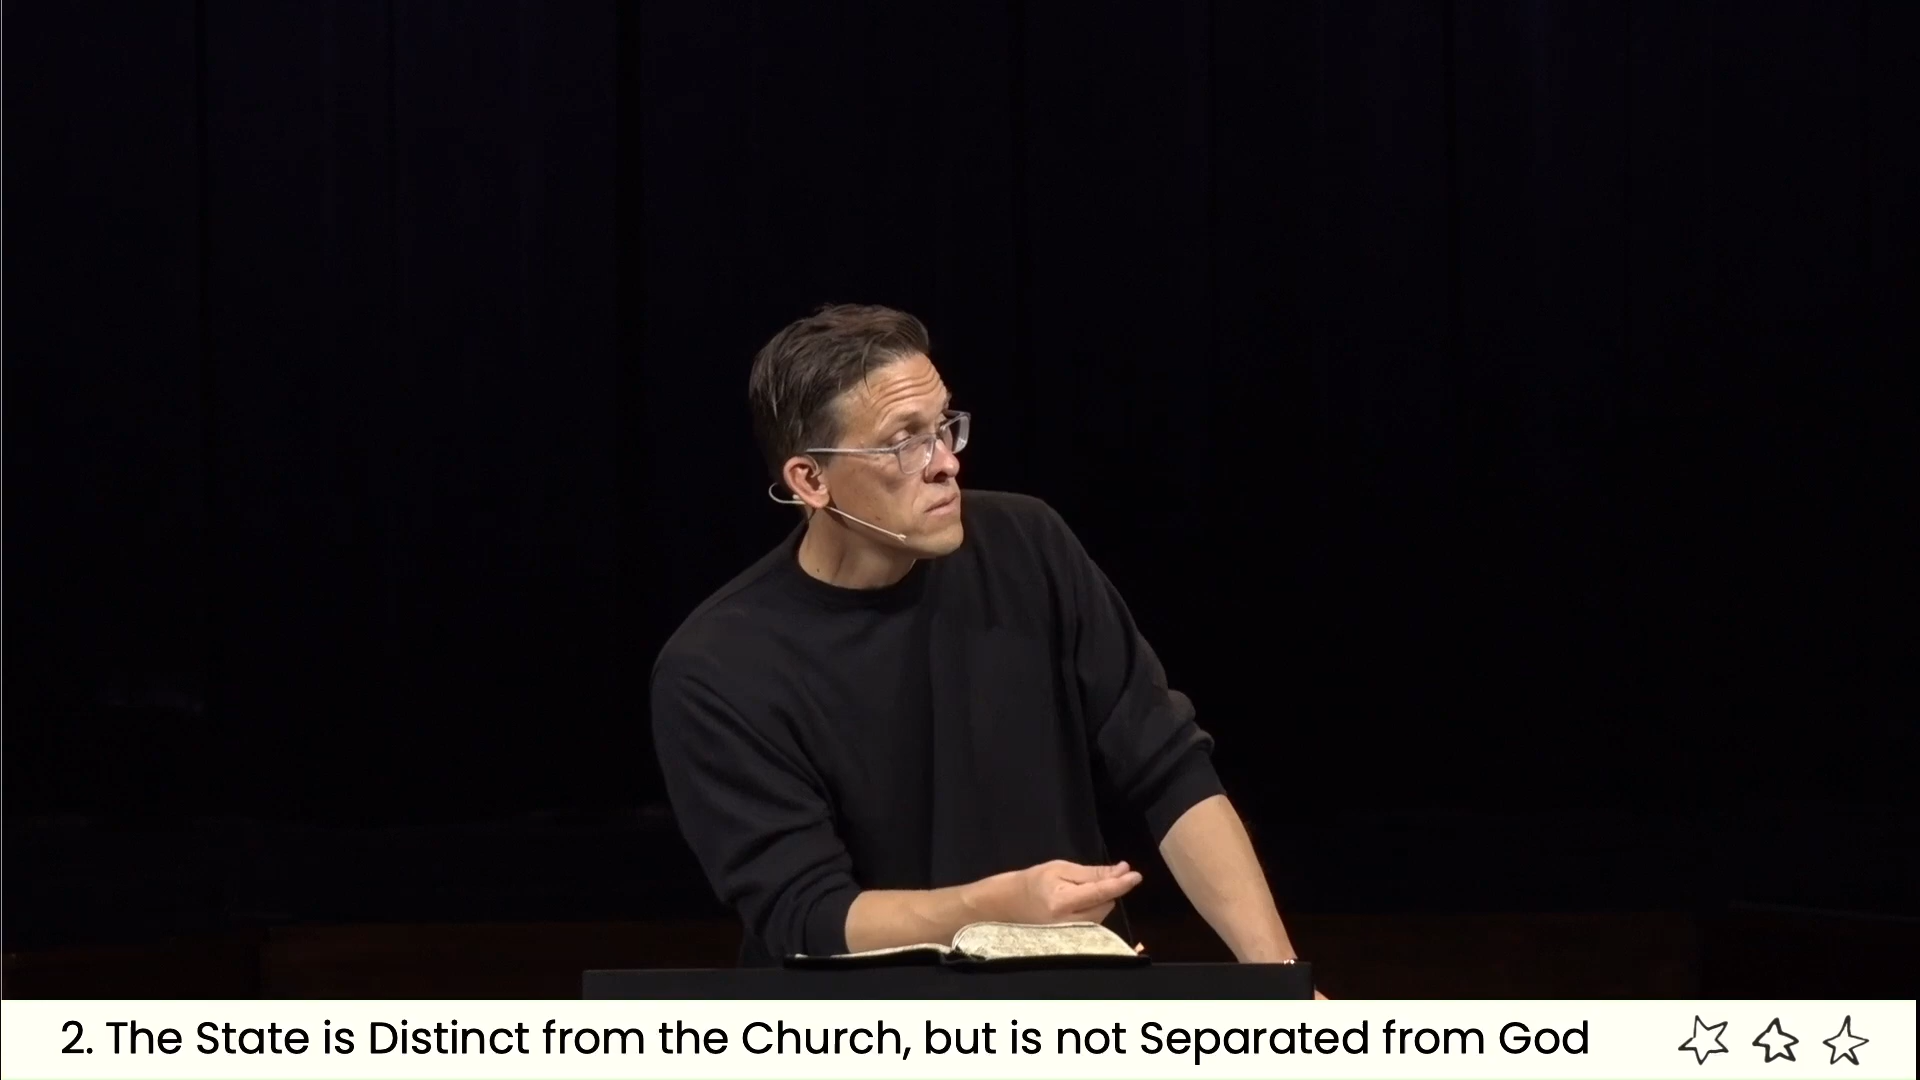 2. The State is Distinct from the Church, but is not Separated from God